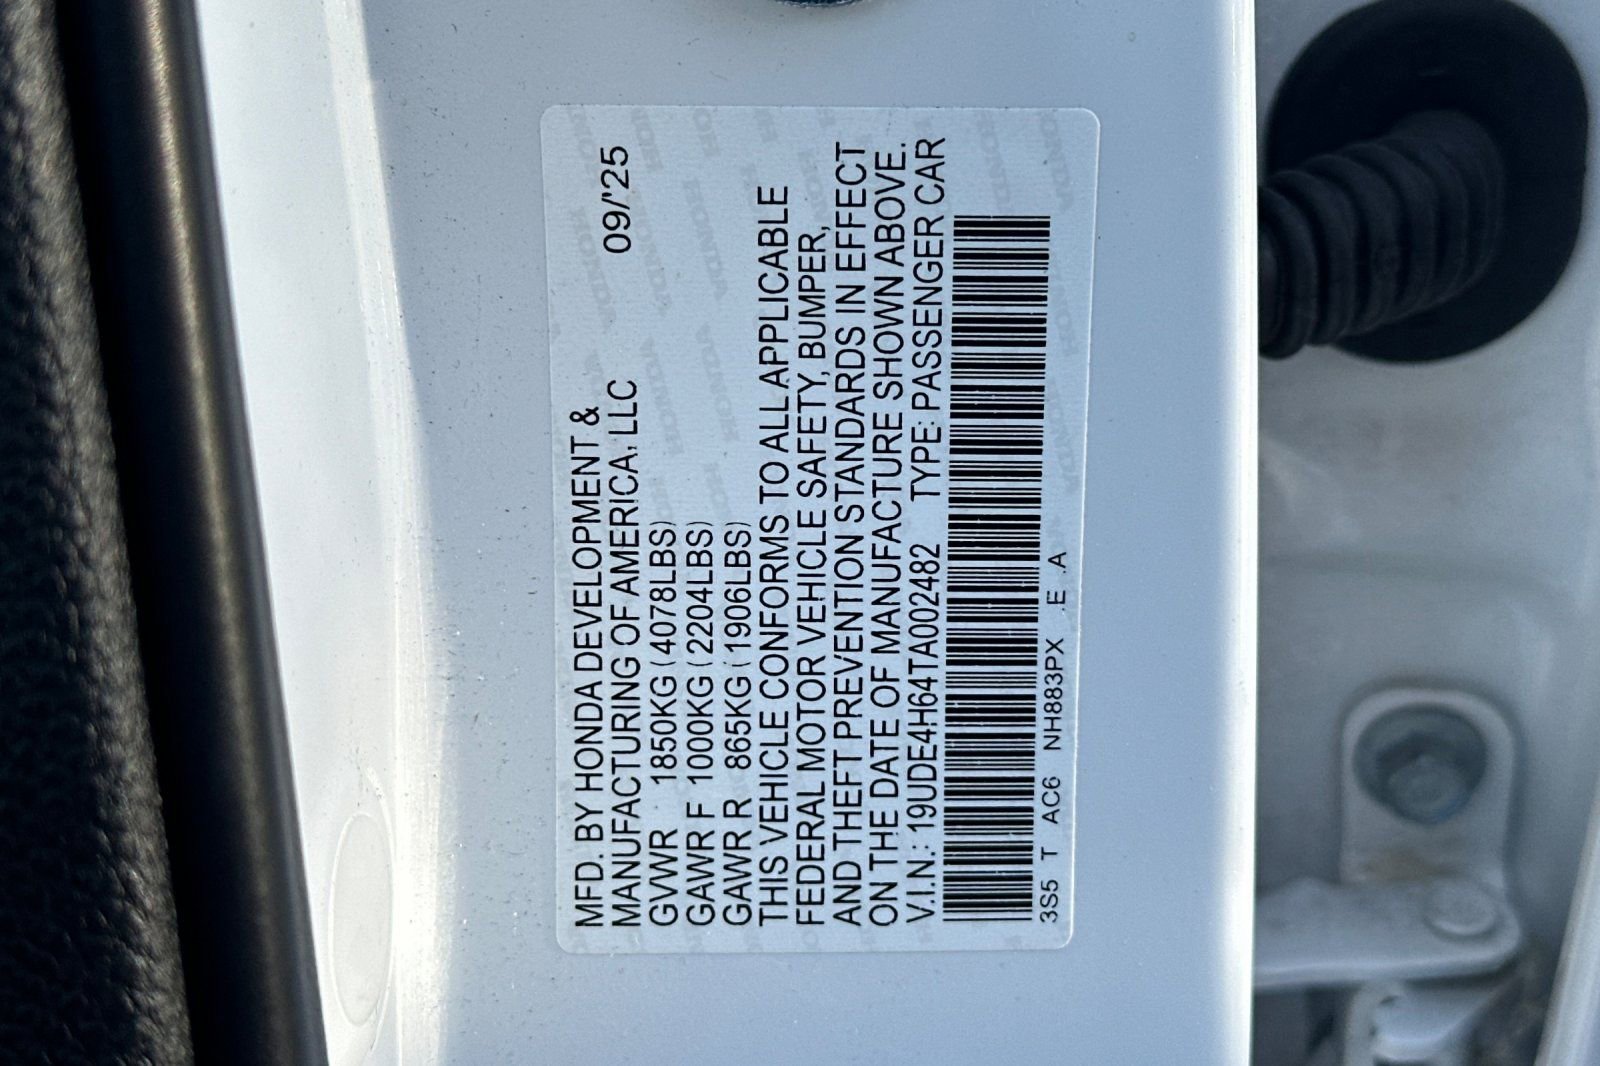 MFD. BY HONDA DEVELOPMENT &
MANUFACTURING OF AMERICA, LLC 09/'25
GVWR 1850KG (4078LBS)
GAWR F 1000KG (2204LBS)
GAWR R 865KG (1906LBS)
THIS VEHICLE CONFORMS TO ALL APPLICABLE
FEDERAL MOTOR VEHICLE SAFETY, BUMPER,
AND THEFT PREVENTION STANDARDS IN EFFECT
ON THE DATE OF MANUFACTURE SHOWN ABOVE.
V.I.N.: 19UDE4H64TA002482 TYPE: PASSENGER CAR
3S5 T AC6 NH883PX E .A